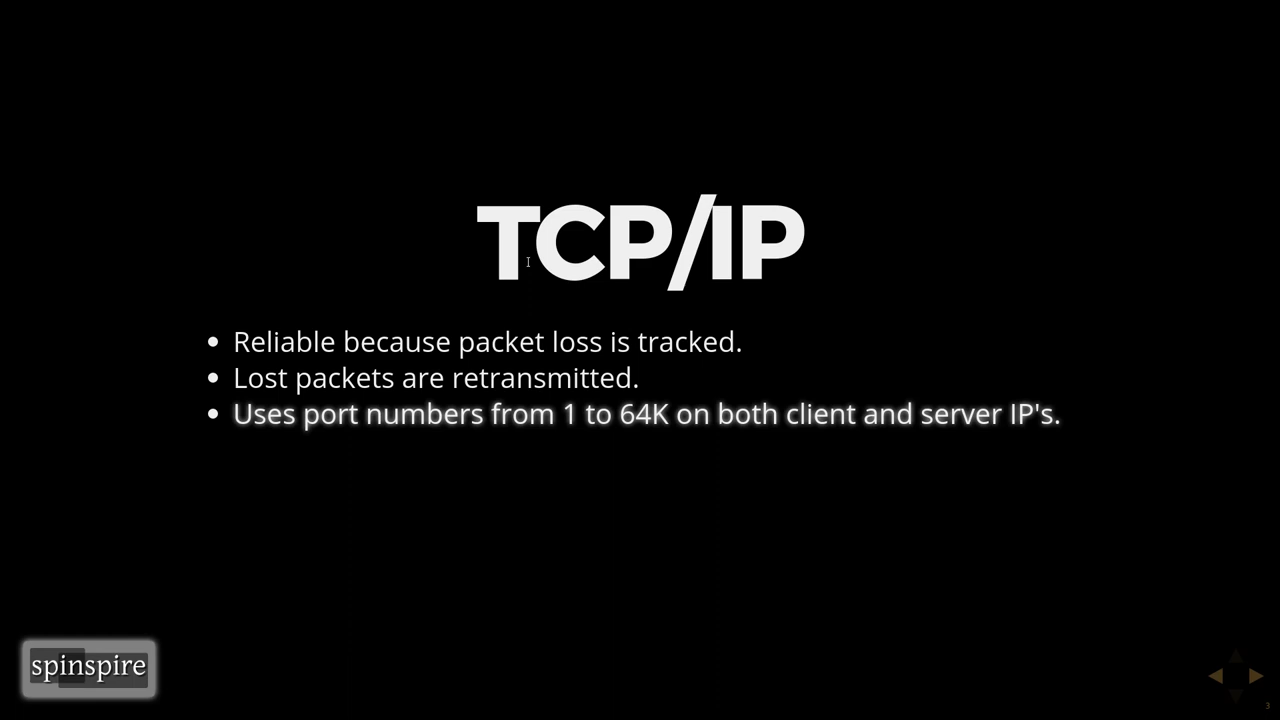 TCP/IP
Reliable because packet loss is tracked.
Lost packets are retransmitted.
Uses port numbers from 1 to 64K on both client and server IP's.
spinspire
3